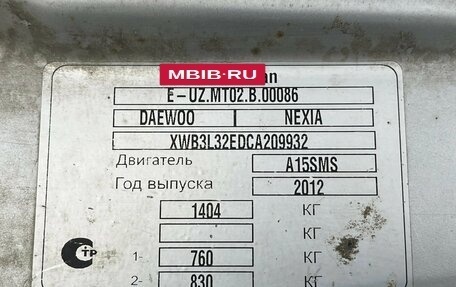 MBIB-RU
E-UZ.MT02.B.00086
DAEWOO NEXIA
XWB3L32EDCA209932
Двигатель A15SMS
Год выпуска 2012
1404 КГ
КГ
1- 760 КГ
2- 830 КГ
СТР